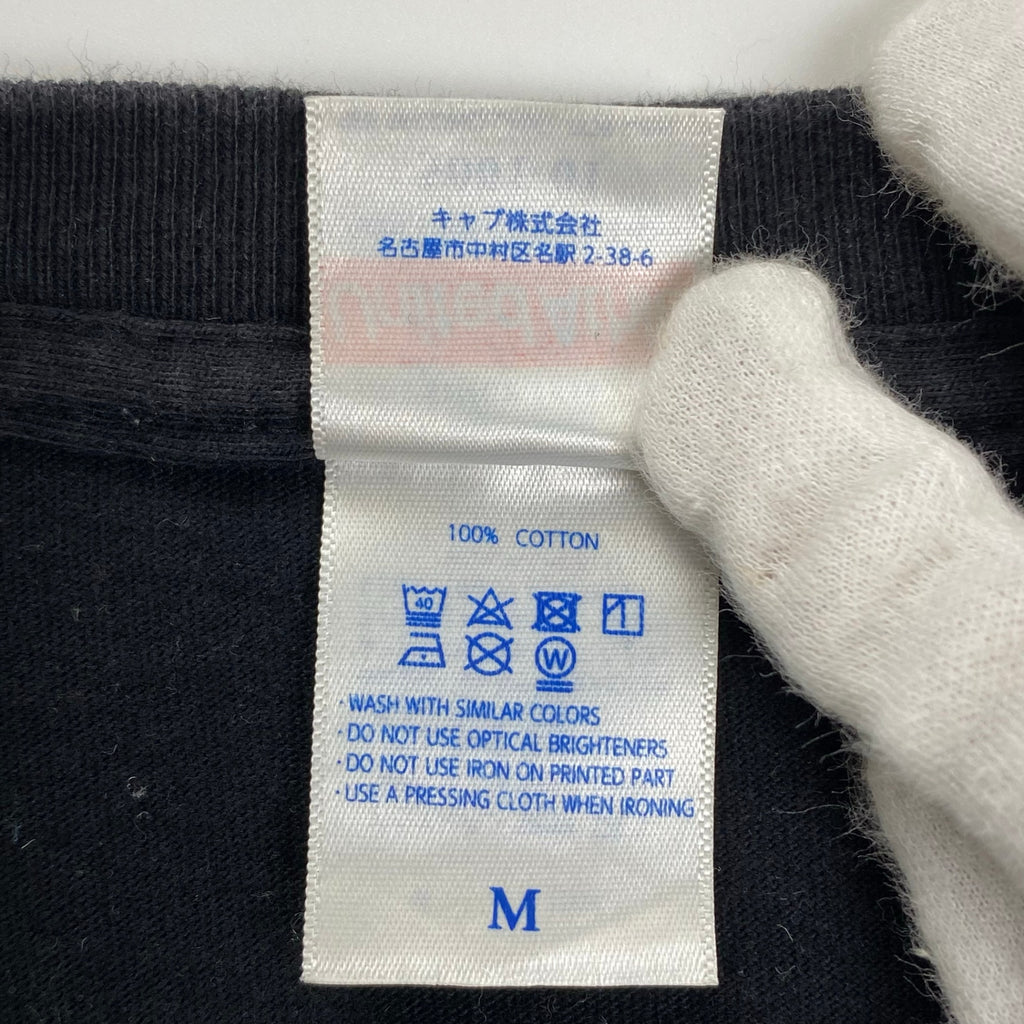 キャブ株式会社
名古屋市中村区名駅 2-38-6
100% COTTON
40
W
· WASH WITH SIMILAR COLORS
· DO NOT USE OPTICAL BRIGHTENERS
· DO NOT USE IRON ON PRINTED PART
· USE A PRESSING CLOTH WHEN IRONING
M